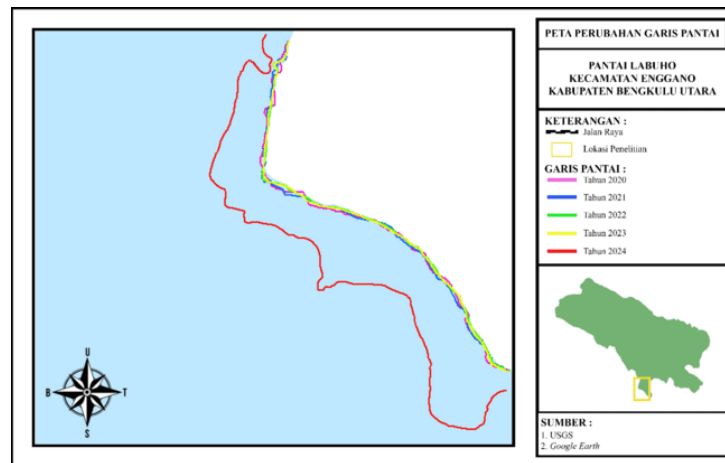 PETA PERUBAHAN GARIS PANTAI
PANTAI LABUHO
KECAMATAN ENGGANO
KABUPATEN BENGKULU UTARA
KETERANGAN :
Jalan Raya
Lokasi Penelitian
GARIS PANTAI :
Tahun 2020
Tahun 2021
Tahun 2022
Tahun 2023
Tahun 2024
U
B
T
S
SUMBER :
1. USGS
2. Google Earth